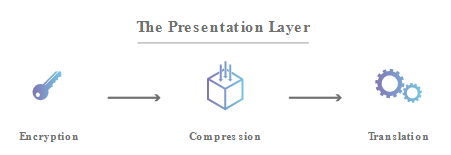 The Presentation Layer
Encryption
Compression
Translation